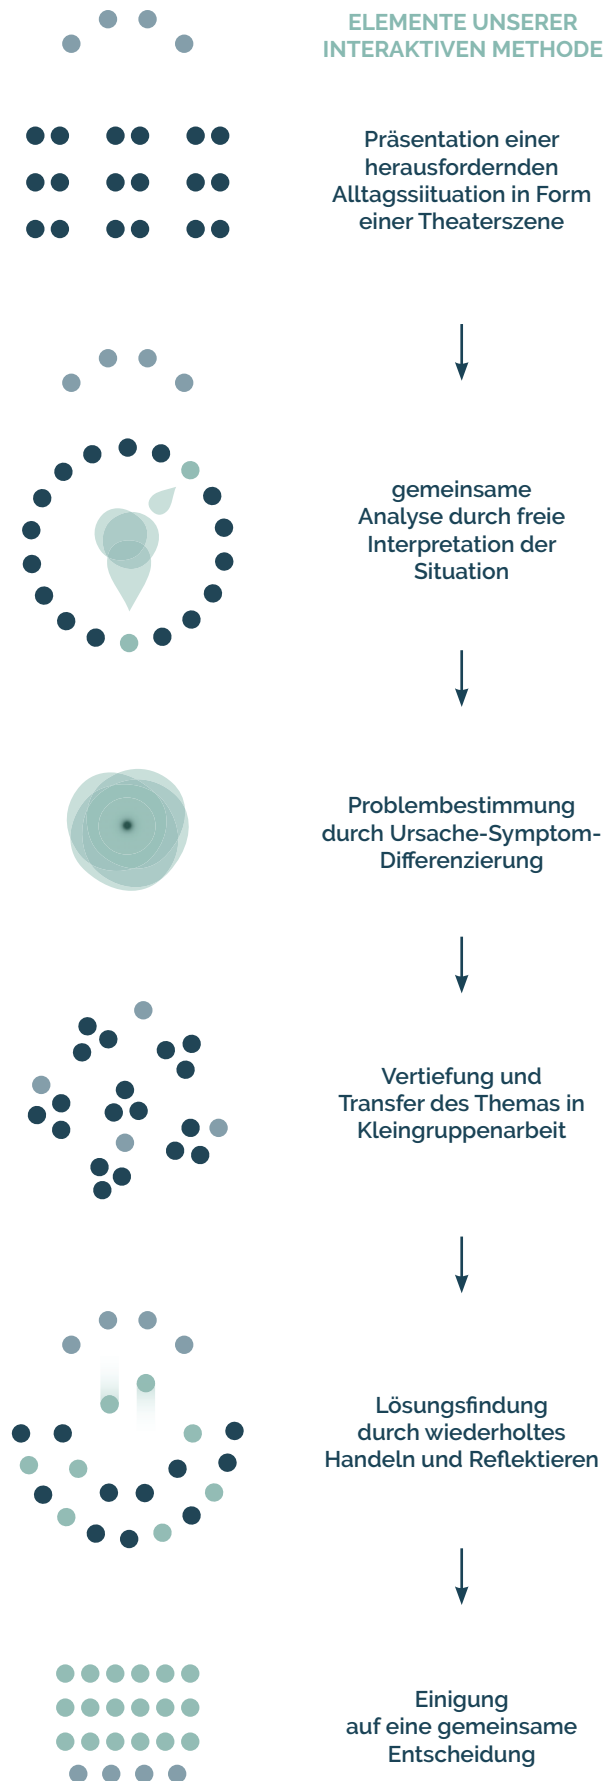 ELEMENTE UNSERER
INTERAKTIVEN METHODE
Präsentation einer
herausfordernden
Alltagssiituation in Form
einer Theaterszene
gemeinsame
Analyse durch freie
Interpretation der
Situation
Problembestimmung
durch Ursache-Symptom-
Differenzierung
Vertiefung und
Transfer des Themas in
Kleingruppenarbeit
Lösungsfindung
durch wiederholtes
Handeln und Reflektieren
Einigung
auf eine gemeinsame
Entscheidung